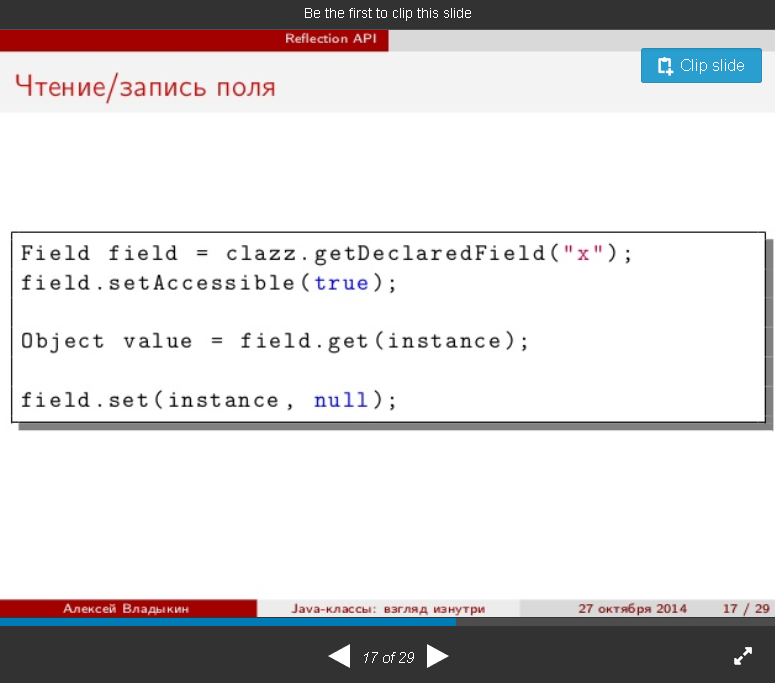 Be the first to clip this slide
Reflection API
Clip slide
Чтение/запись поля
Field field = clazz.getDeclaredField("x");
field.setAccessible(true);
Object value = field.get(instance);
field.set(instance, null);
Алексей Владыкин
Java-классы: взгляд изнутри
27 октября 2014
17 / 29
17 of 29